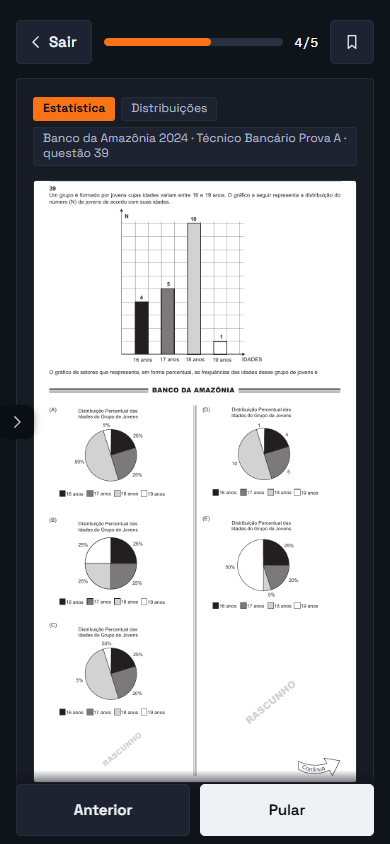 Sair
4/5
Estatística
Distribuições
Banco da Amazônia 2024 · Técnico Bancário Prova A ·
questão 39
39
Um grupo é formado por jovens cujas idades variam entre 16 e 19 anos. O gráfico a seguir representa a distribuição do
número (N) de jovens de acordo com suas idades.
N
10
5
4
1
16 anos 17 anos 18 anos 19 anos IDADES
O gráfico de setores que reapresenta, em forma percentual, as frequências das idades desse grupo de jovens é
BANCO DA AMAZÔNIA
(A)
Distribuição Percentual das
Idades do Grupo de Jovens
5%
20%
50%
25%
16 anos 17 anos 18 anos 19 anos
(B)
Distribuição Percentual das
Idades do Grupo de Jovens
25%
25%
25%
25%
16 anos 17 anos 18 anos 19 anos
(C)
Distribuição Percentual das
Idades do Grupo de Jovens
50%
25%
5%
20%
16 anos 17 anos 18 anos 19 anos
RASCUNHO
(D)
Distribuição Percentual das
Idades do Grupo de Jovens
1
4
10
5
16 anos 17 anos 18 anos 19 anos
(E)
Distribuição Percentual das
Idades do Grupo de Jovens
25%
50%
20%
5%
16 anos 17 anos 18 anos 19 anos
RASCUNHO
Continua
Anterior
Pular